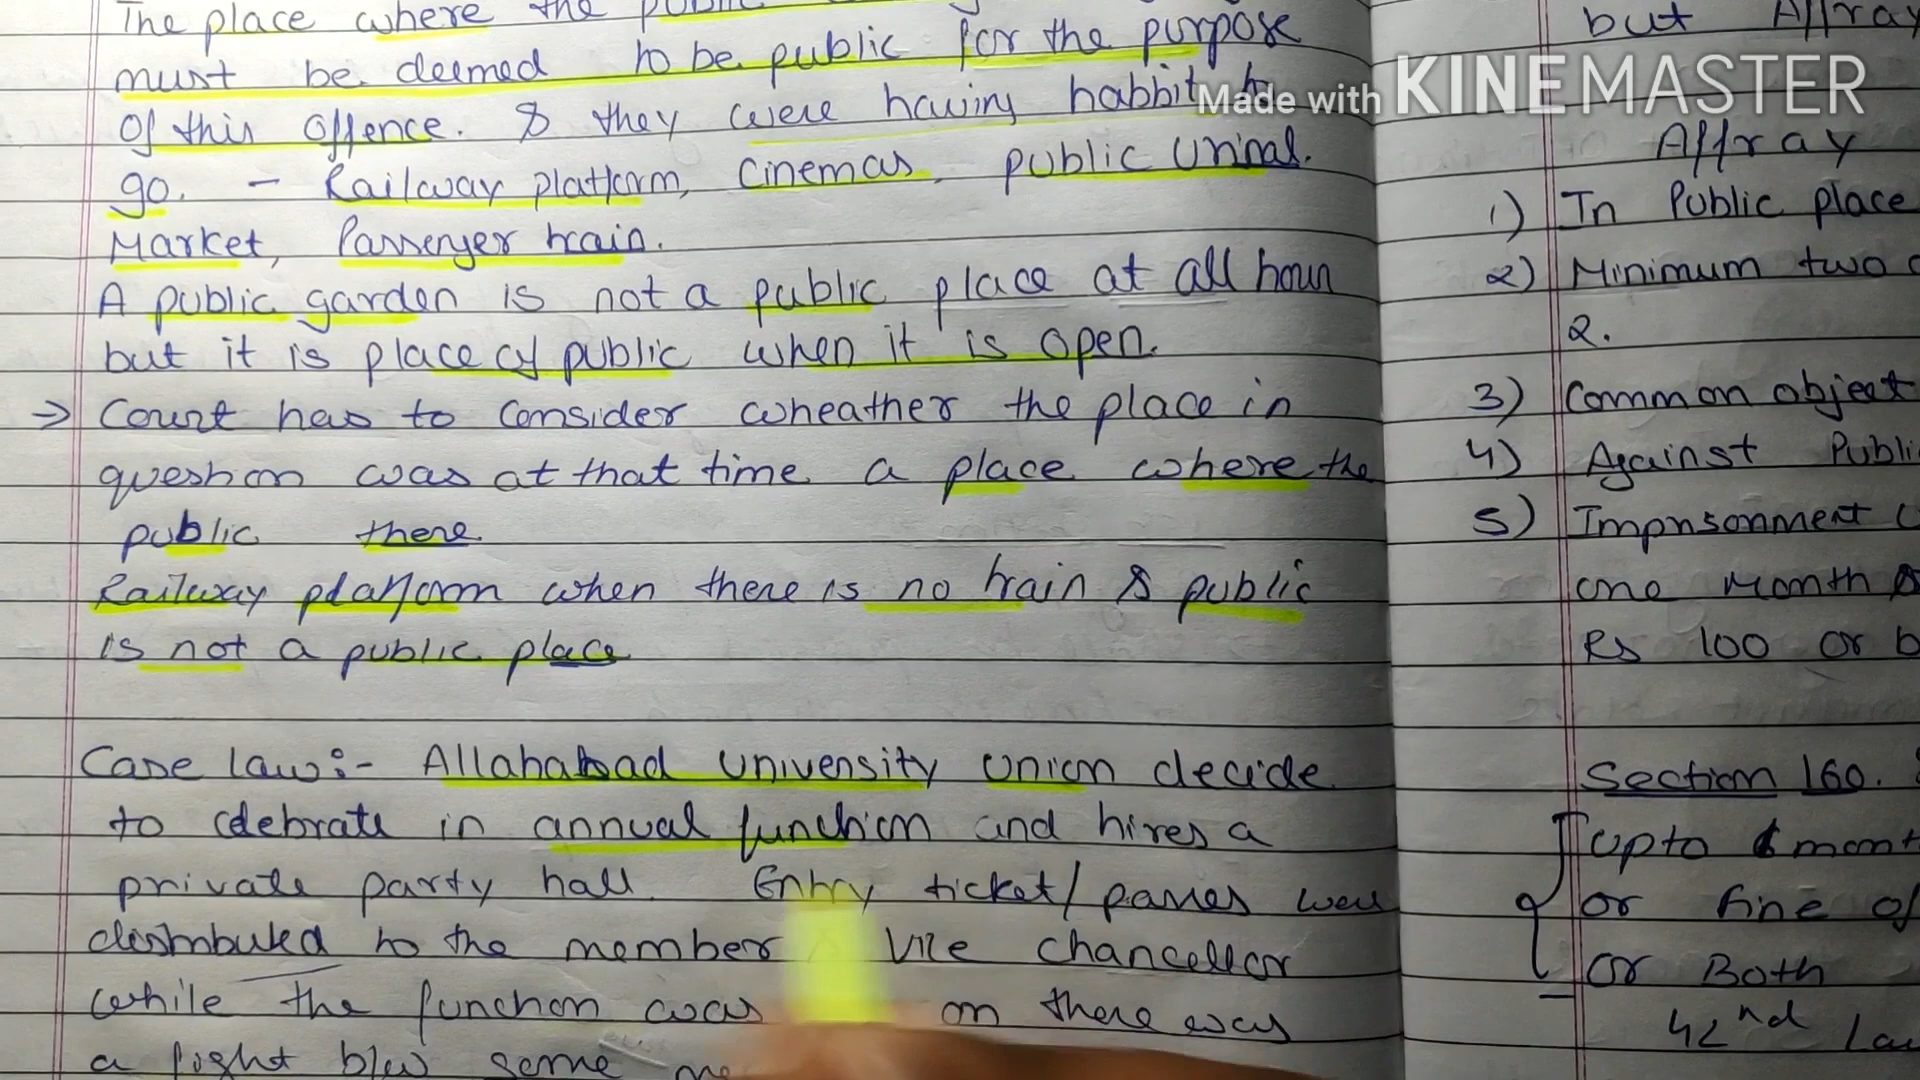 The place where the public
must be deemed to be public for the purpose
of this offence. & they were having habbit to
go. - Railway platform, cinemas, public urinal.
Market, Passenger train.
A public garden is not a public place at all hour
but it is place of public when it is open.
→ Court has to consider wheather the place in
question was at that time a place where the
public there
Railway platform when there is no train & public
is not a public place
Case law:- Allahabad University Union decide
to celebrate in annual function and hires a
private party hall Entry ticket/passes were
distributed to the member & Vice chancellor
while the function was on there was
a fight b/w some
but Affray
Made with KINEMASTER
Affray
1) In Public place
2) Minimum two
2.
3) Common object
4) Against Publi
5) Imprisonment
one month
Rs 100 or b
Section 160.
upto 1 mont
or fine of
or Both
42nd Law